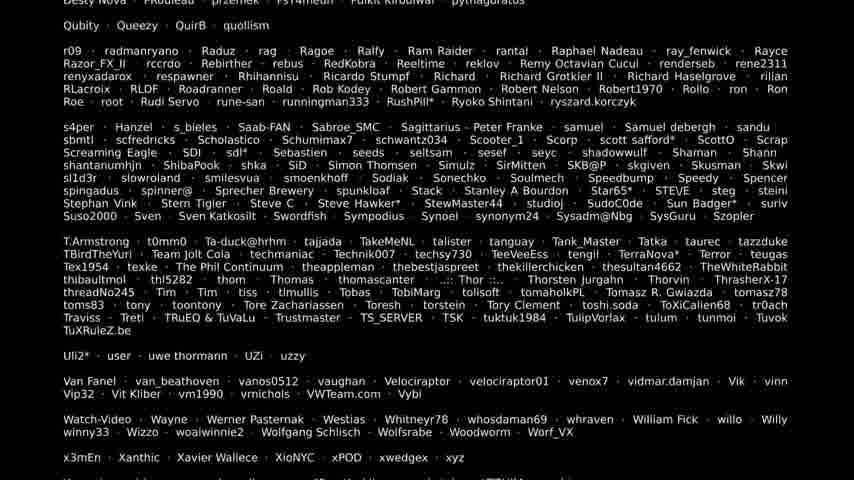 Desty Nova · PRouleau · przemek · PsT4meun · Pulkit Kirodiwal · pythaguratos
Qubity · Queezy · QuirB · quollism
r09 · radmanryano · Raduz · rag · Ragoe · Ralfy · Ram Raider · rantal · Raphael Nadeau · ray_fenwick · Rayce
Razor_FX_II · rccrdo · Rebirther · rebus · RedKobra · Reeltime · reklov · Remy Octavian Cucui · renderseb · rene2311
renyxadarox · respawner · Rhihannisu · Ricardo Stumpf · Richard · Richard Grotkier II · Richard Haselgrove · rilian
RLacroix · RLDF · Roadranner · Roald · Rob Kodey · Robert Gammon · Robert Nelson · Robert1970 · Rollo · ron · Ron
Roe · root · Rudi Servo · rune-san · runningman333 · RushPill* · Ryoko Shintani · ryszard.korczyk
s4per · Hanzel · s_bieles · Saab-FAN · Sabroe_SMC · Sagittarius - Peter Franke · samuel · Samuel debergh · sandu
sbmtl · scfredricks · Scholastico · Schumimax7 · schwantz034 · Scooter_1 · Scorp · scott safford* · ScottO · Scrap
Screaming Eagle · SDI · sdl* · Sebastien · seeds · seltsam · sesef · seyc · shadowwulf · Shaman · Shann
shantanumhjn · ShibaPook · shka · SiD · Simon Thomsen · Simulz · SirMitten · SKB@P · skgiven · Skusman · Skwi
sl1d3r · slowroland · smilesvua · smoenkhoff · Sodiak · Sonechko · Soulmech · Speedbump · Speedy · Spencer
spingadus · spinner@ · Sprecher Brewery · spunkloaf · Stack · Stanley A Bourdon · Star65* · STE\/E · steg · steini
Stephan Vink · Stern Tigler · Steve C · Steve Hawker* · StewMaster44 · studioj · SudoC0de · Sun Badger* · suriv
Suso2000 · Sven · Sven Katkosilt · Swordfish · Sympodius · Synoel · synonym24 · Sysadm@Nbg · SysGuru · Szopler
T.Armstrong · t0mm0 · Ta-duck@hrhm · tajjada · TakeMeNL · talister · tanguay · Tank_Master · Tatka · taurec · tazzduke
TBirdTheYuri · Team Jolt Cola · techmaniac · Technik007 · techsy730 · TeeVeeEss · tengil · TerraNova* · Terror · teugas
Tex1954 · texke · The Phil Continuum · theappleman · thebestjaspreet · thekillerchicken · thesultan4662 · TheWhiteRabbit
thibaultmol · thl5282 · thom · Thomas · thomascanter · ..:: Thor ::.. · Thorsten Jurgahn · Thorvin · ThrasherX-17
threadNo245 · Tim · Tim · tiss · tlmullis · Tobas · TobiMarg · tolisoft · tomaholkPL · Tomasz R. Gwiazda · tomasz78
toms83 · tony · toontony · Tore Zachariassen · Toresh · torstein · Tory Clement · toshi.soda · ToXiCalien68 · tr0ach
Traviss · Treti · TRuEQ & TuVaLu · Trustmaster · TS_SERVER · TSK · tuktuk1984 · TulipVorlax · tulum · tunmoi · Tuvok
TuXRuleZ.be
Uli2* · user · uwe thormann · UZi · uzzy
Van Fanel · van_beathoven · vanos0512 · vaughan · Velociraptor · velociraptor01 · venox7 · vidmar.damjan · Vik · vinn
Vip32 · Vit Kliber · vm1990 · vrnichols · VWTeam.com · Vybi
Watch-Video · Wayne · Werner Pasternak · Westias · Whitneyr78 · whosdaman69 · whraven · William Fick · willo · Willy
winny33 · Wizzo · woaiwinnie2 · Wolfgang Schlisch · Wolfsrabe · Woodworm · Worf_VX
x3mEn · Xanthic · Xavier Wallece · XioNYC · xPOD · xwedgex · xyz